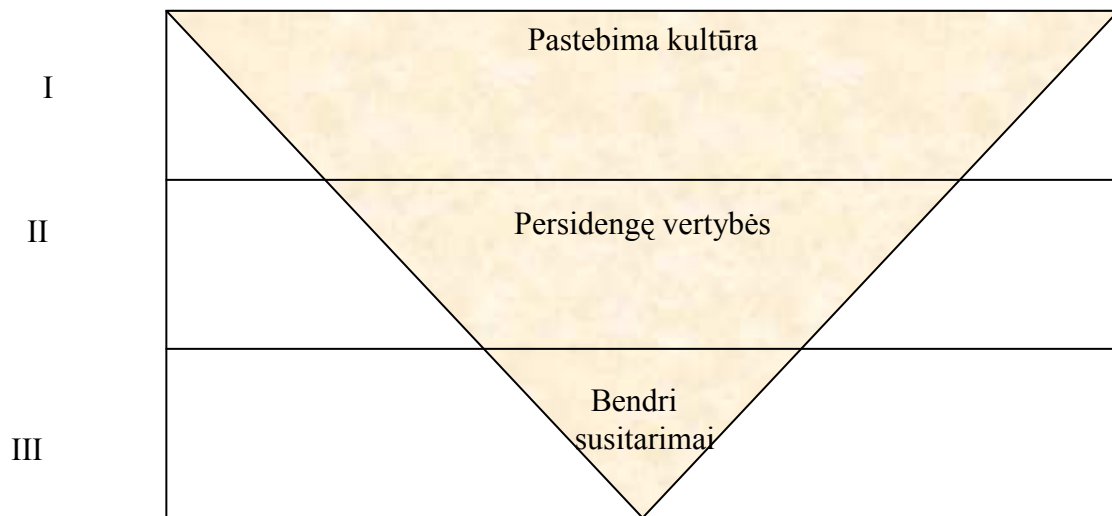 Pastebima kultūra
I
Persidengę vertybės
II
Bendri
susitarimai
III